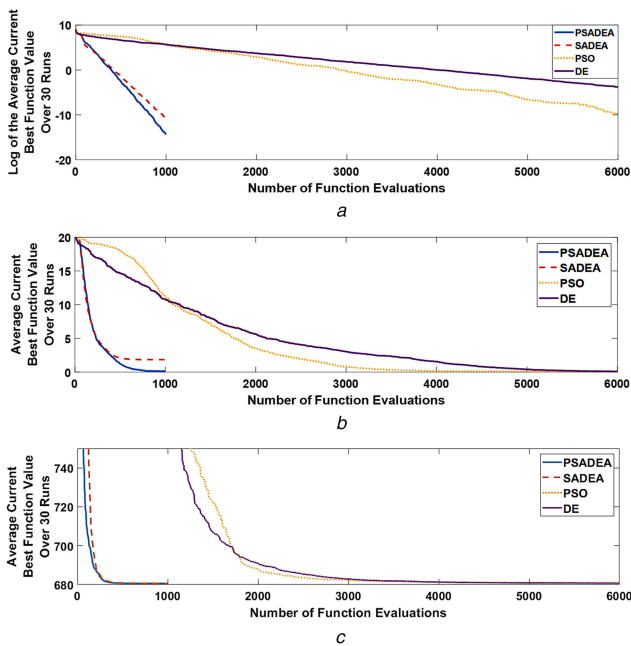 Log of the Average Current
Best Function Value
Over 30 Runs
10
0
-10
-20
0
1000
2000
3000
4000
5000
6000
Number of Function Evaluations
PSADEA
SADEA
PSO
DE
a
Average Current
Best Function Value
Over 30 Runs
20
15
10
5
0
0
1000
2000
3000
4000
5000
6000
Number of Function Evaluations
PSADEA
SADEA
PSO
DE
b
Average Current
Best Function Value
Over 30 Runs
740
720
700
680
0
1000
2000
3000
4000
5000
6000
Number of Function Evaluations
PSADEA
SADEA
PSO
DE
c